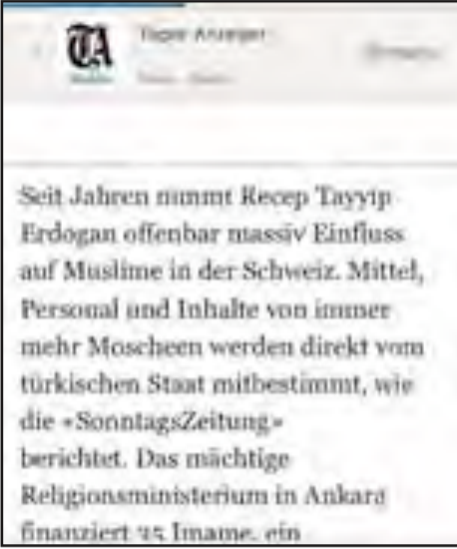 TA
Tages-Anzeiger
Seit Jahren nimmt Recep Tayyip
Erdogan offenbar massiv Einfluss
auf Muslime in der Schweiz. Mittel,
Personal und Inhalte von immer
mehr Moscheen werden direkt vom
türkischen Staat mitbestimmt, wie
die «SonntagsZeitung»
berichtet. Das mächtige
Religionsministerium in Ankara
finanziert 35 Imame, ein